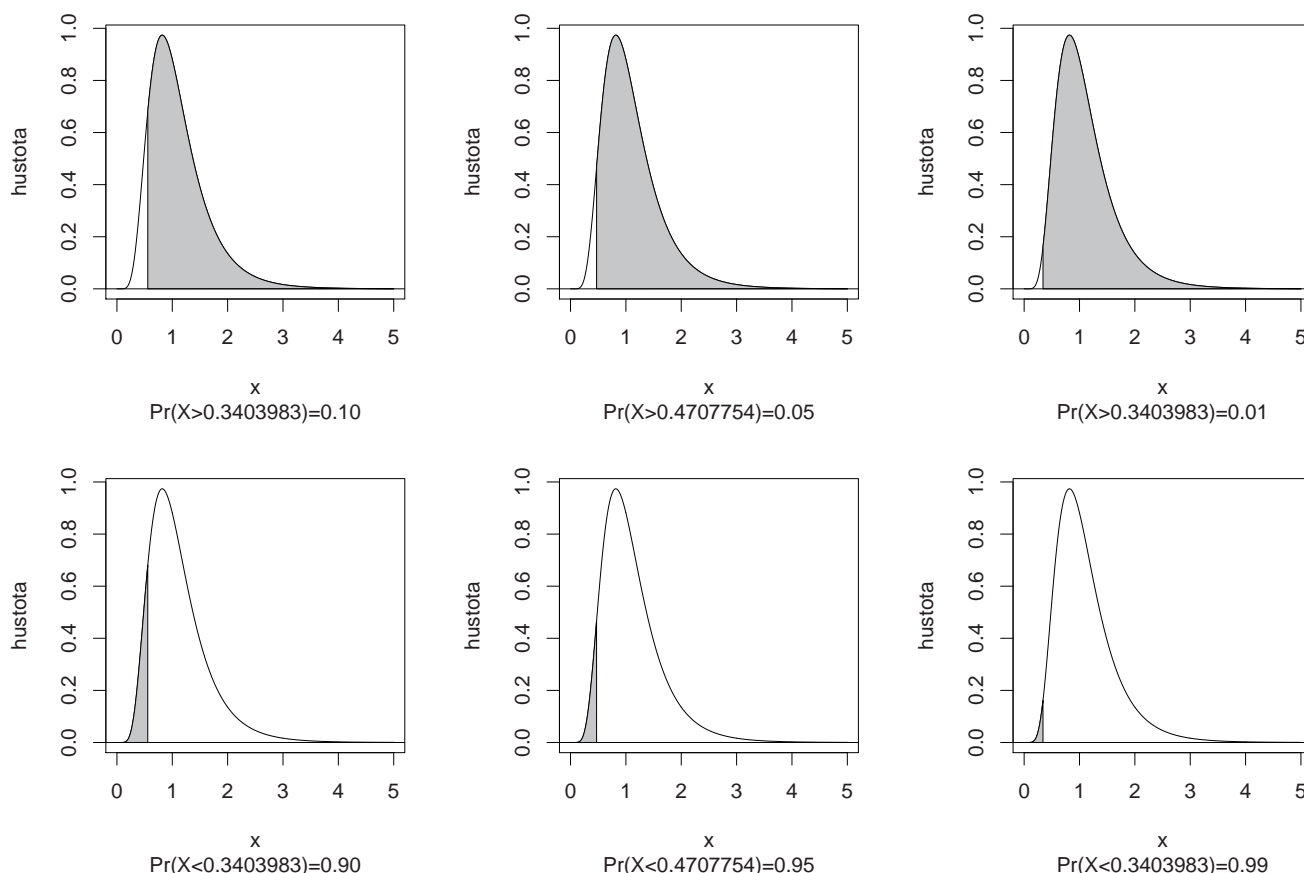 hustota
0.0 0.2 0.4 0.6 0.8 1.0
0 1 2 3 4 5
x
Pr(X>0.3403983)=0.10
hustota
0.0 0.2 0.4 0.6 0.8 1.0
0 1 2 3 4 5
x
Pr(X>0.4707754)=0.05
hustota
0.0 0.2 0.4 0.6 0.8 1.0
0 1 2 3 4 5
x
Pr(X>0.3403983)=0.01
hustota
0.0 0.2 0.4 0.6 0.8 1.0
0 1 2 3 4 5
x
Pr(X<0.3403983)=0.90
hustota
0.0 0.2 0.4 0.6 0.8 1.0
0 1 2 3 4 5
x
Pr(X<0.4707754)=0.95
hustota
0.0 0.2 0.4 0.6 0.8 1.0
0 1 2 3 4 5
x
Pr(X<0.3403983)=0.99